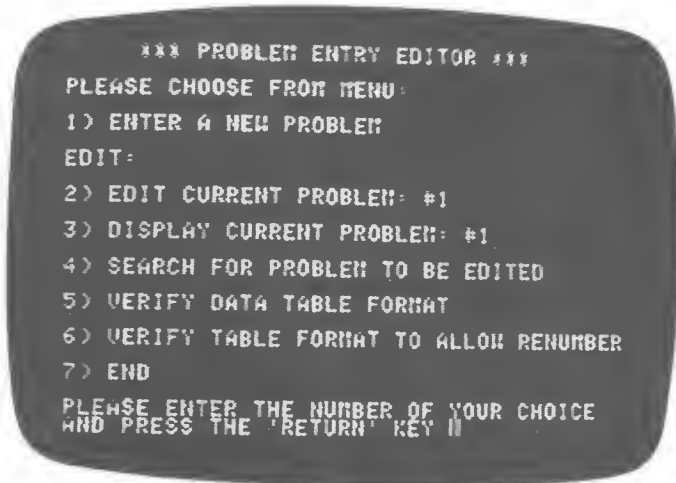 *** PROBLEM ENTRY EDITOR ***
PLEASE CHOOSE FROM MENU:
1) ENTER A NEW PROBLEM
EDIT:
2) EDIT CURRENT PROBLEM: #1
3) DISPLAY CURRENT PROBLEM: #1
4) SEARCH FOR PROBLEM TO BE EDITED
5) VERIFY DATA TABLE FORMAT
6) VERIFY TABLE FORMAT TO ALLOW RENUMBER
7) END
PLEASE ENTER THE NUMBER OF YOUR CHOICE
AND PRESS THE 'RETURN' KEY